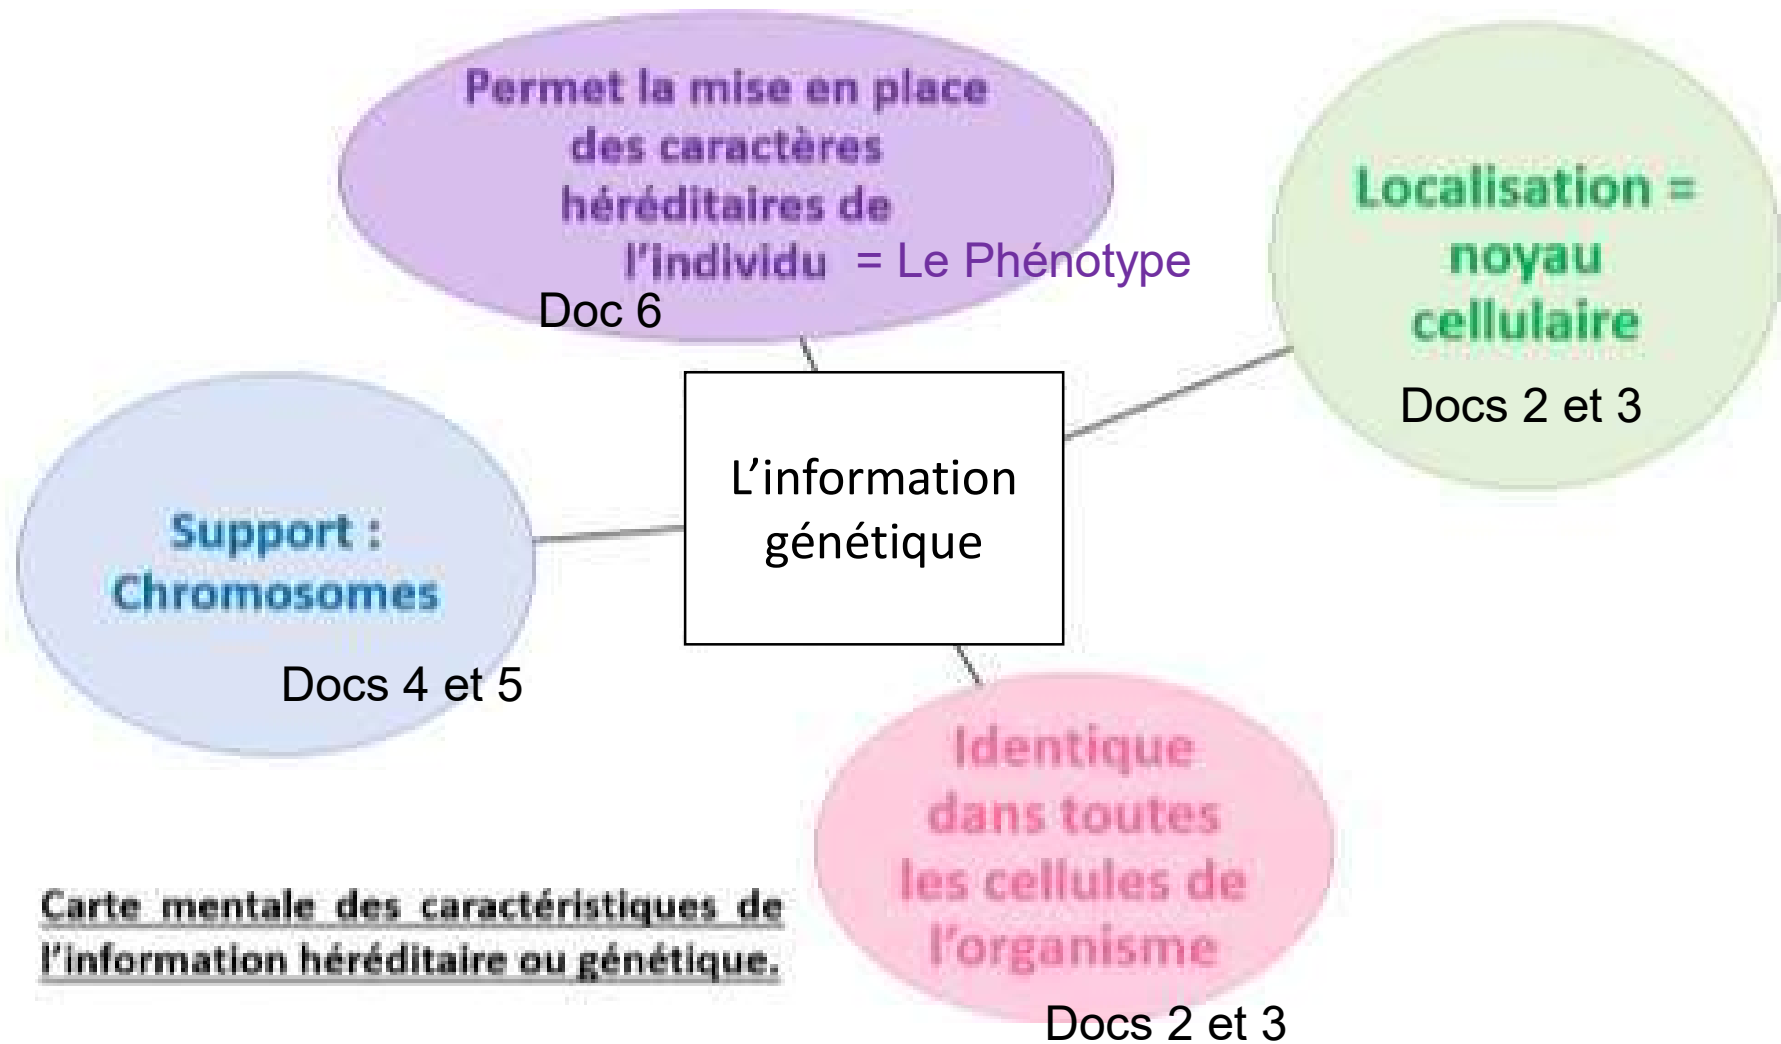 Permet la mise en place
des caractères
héréditaires de
l'individu = Le Phénotype
Doc 6
Localisation =
noyau
cellulaire
Docs 2 et 3
L'information
génétique
Support :
Chromosomes
Docs 4 et 5
Identique
dans toutes
les cellules de
l'organisme
Docs 2 et 3
Carte mentale des caractéristiques de
l'information héréditaire ou génétique.